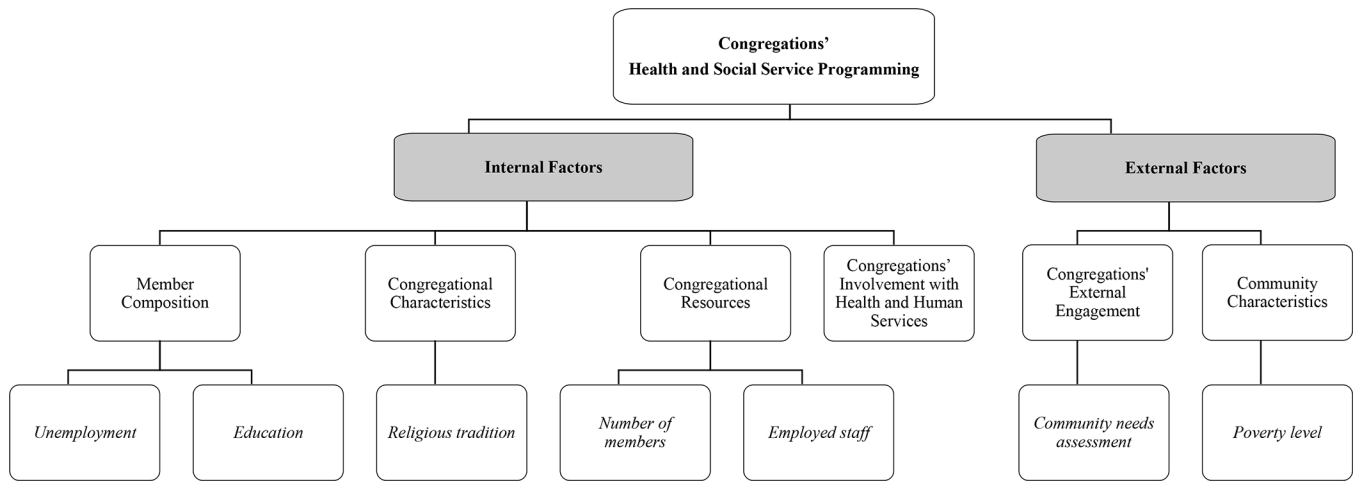 Congregations’
Health and Social Service Programming
Internal Factors
External Factors
Member
Composition
Congregational
Characteristics
Congregational
Resources
Congregations’
Involvement with
Health and Human
Services
Congregations'
External
Engagement
Community
Characteristics
Unemployment
Education
Religious tradition
Number of
members
Employed staff
Community needs
assessment
Poverty level